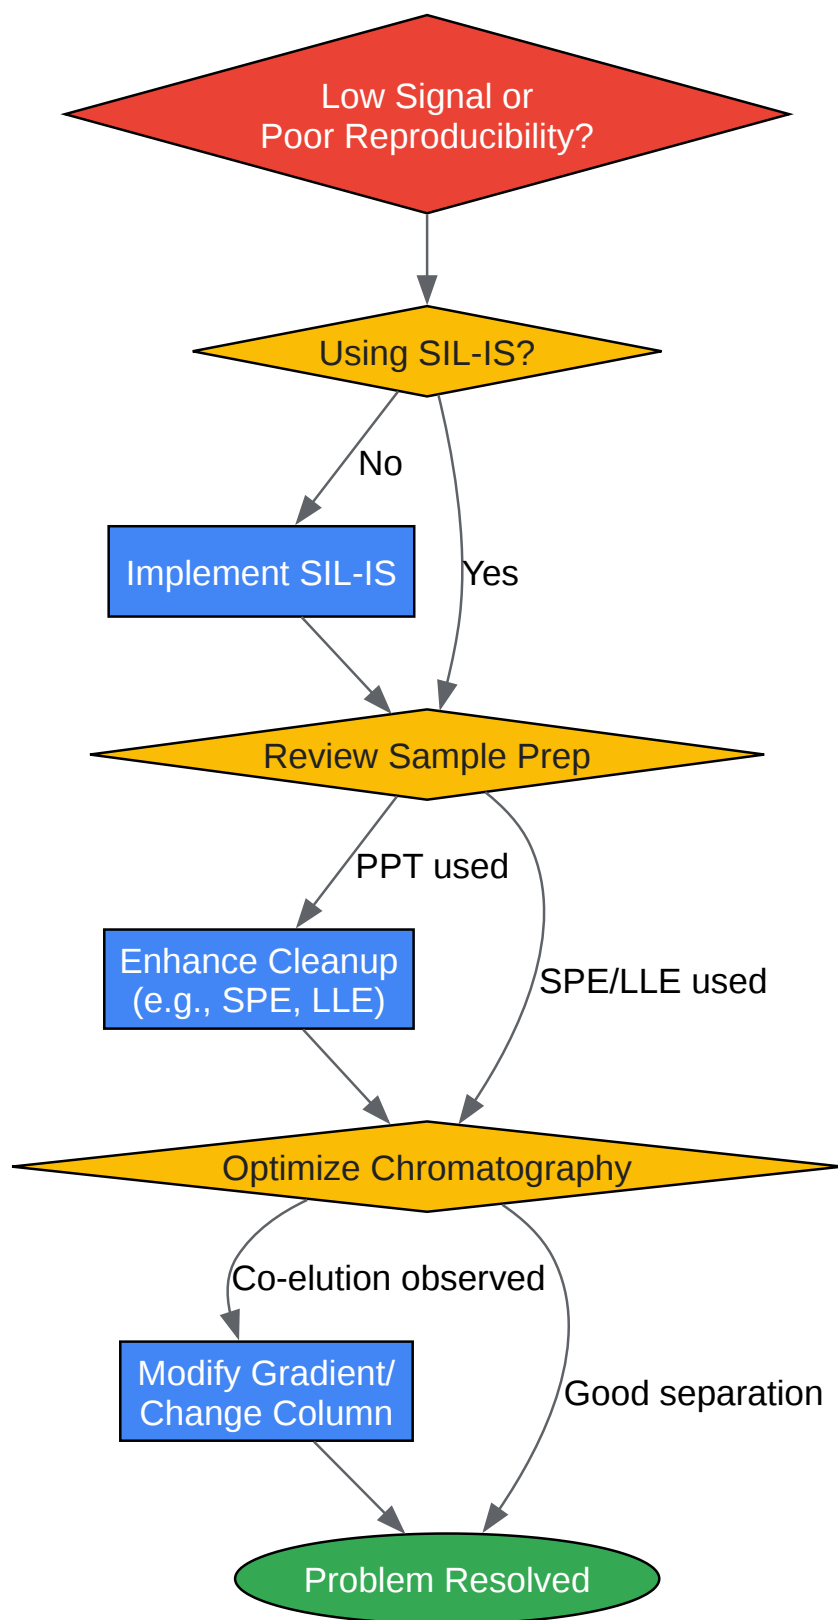 Low Signal or
Poor Reproducibility?
Using SIL-IS?
No
Implement SIL-IS
Yes
Review Sample Prep
PPT used
Enhance Cleanup
(e.g., SPE, LLE)
SPE/LLE used
Optimize Chromatography
Co-elution observed
Modify Gradient/
Change Column
Good separation
Problem Resolved